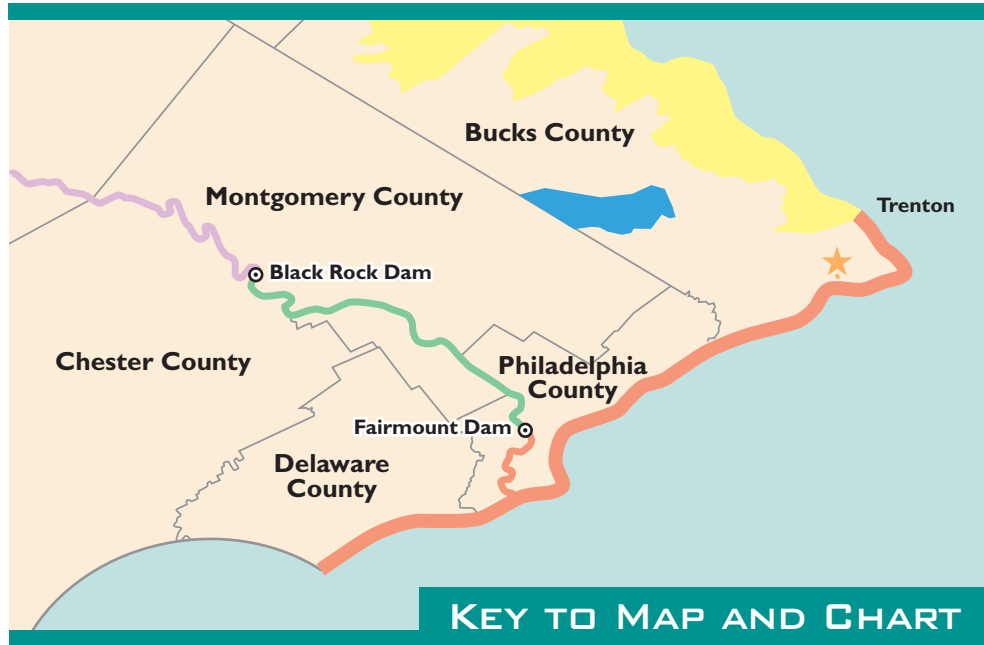 Bucks County
Trenton
Montgomery County
Black Rock Dam
Chester County
Philadelphia
County
Fairmount Dam
Delaware
County
KEY TO MAP AND CHART